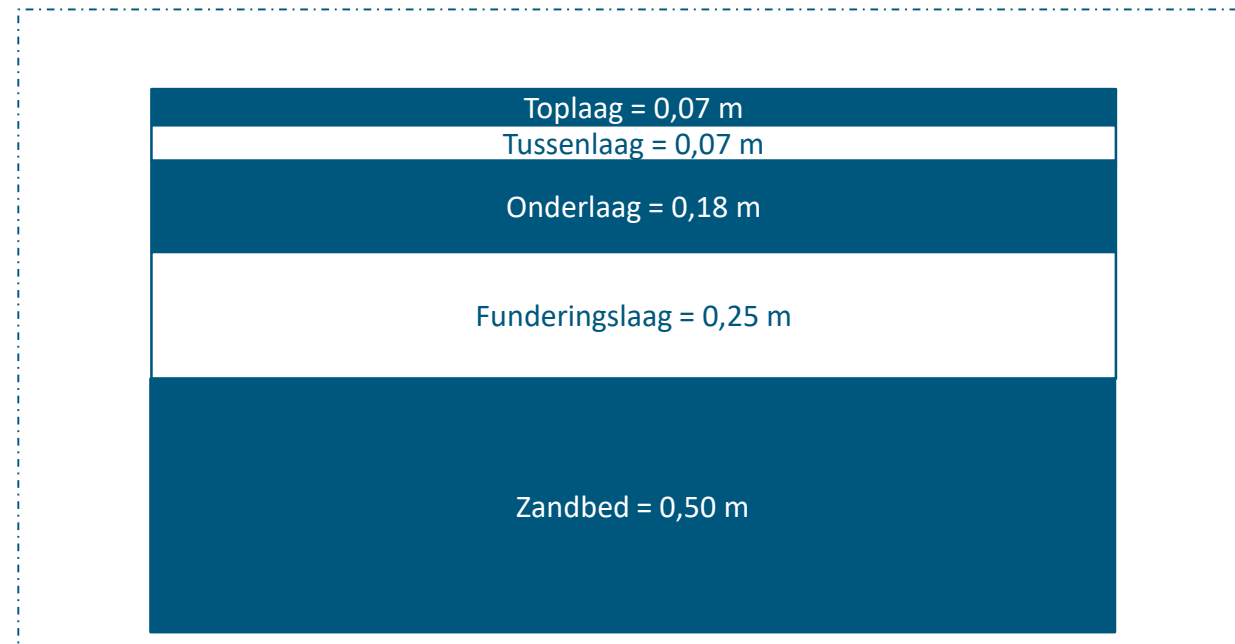 Toplaag = 0,07 m
Tussenlaag = 0,07 m
Onderlaag = 0,18 m
Funderingslaag = 0,25 m
Zandbed = 0,50 m